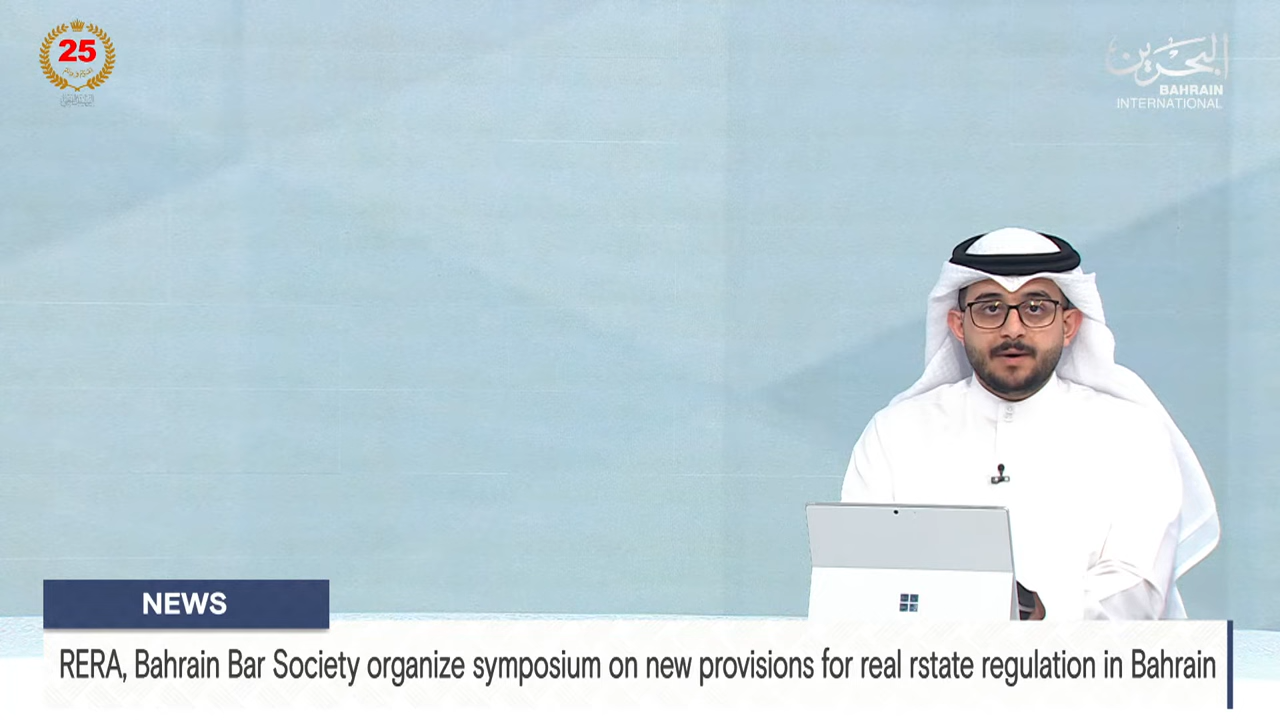 25
البحرين
BAHRAIN
INTERNATIONAL
NEWS
RERA, Bahrain Bar Society organize symposium on new provisions for real rstate regulation in Bahrain